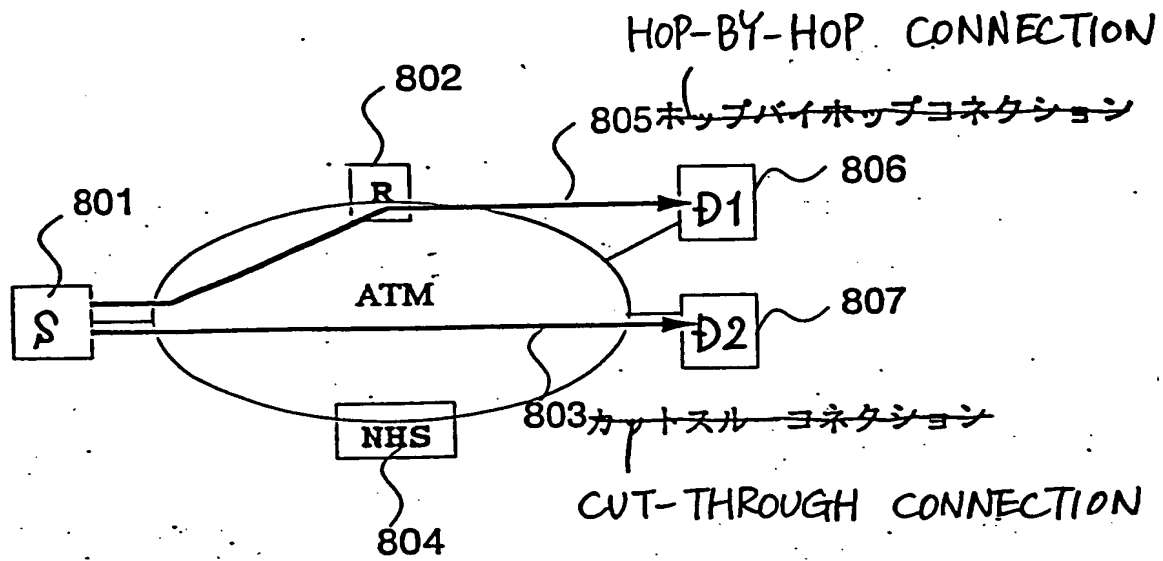 HOP-BY-HOP CONNECTION
802
805ホップバイホップコネクション
R
806
801
D1
ATM
807
S
D2
803カットスルーコネクション
NHS
CUT-THROUGH CONNECTION
804